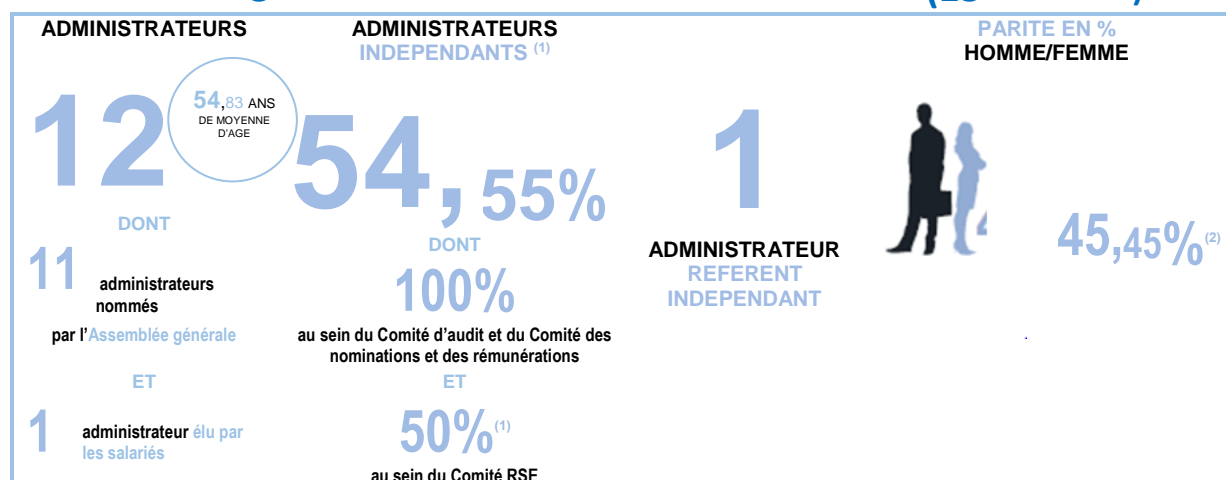 ADMINISTRATEURS
12
54,83 ANS
DE MOYENNE
D'AGE
DONT
11 administrateurs
nommés
par l'Assemblée générale
ET
1 administrateur élu par
les salariés
ADMINISTRATEURS
INDEPENDANTS (1)
54, 55%
DONT
100%
au sein du Comité d'audit et du Comité des
nominations et des rémunérations
ET
50%(1)
au sein du Comité RSE
1
ADMINISTRATEUR
REFERENT
INDEPENDANT
PARITE EN %
HOMME/FEMME
45,45%(2)